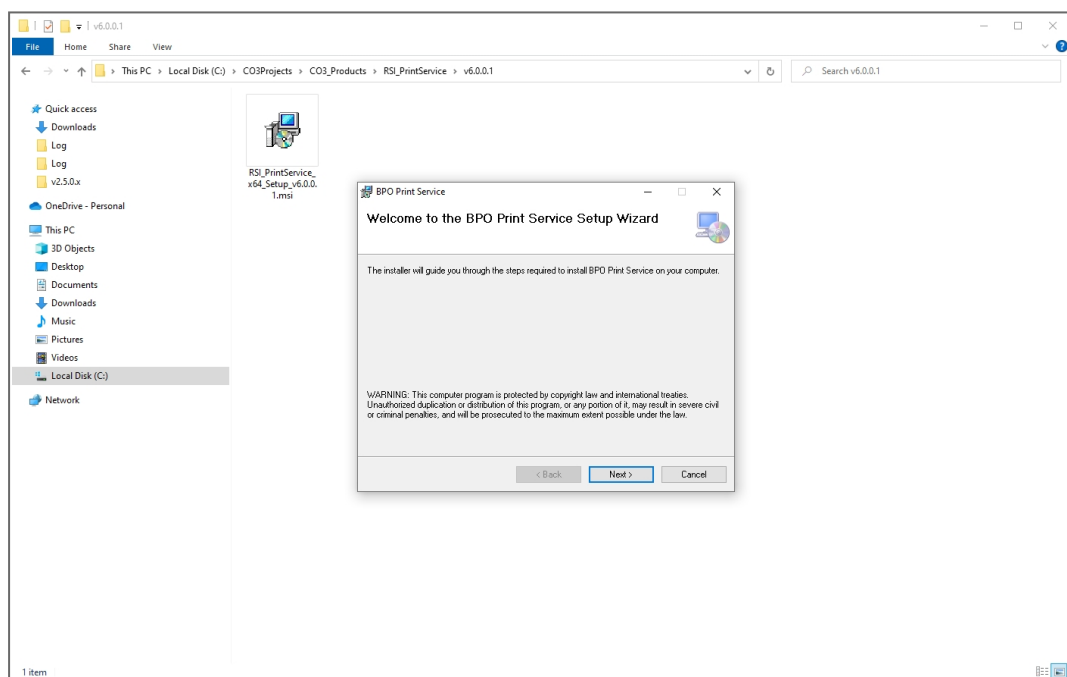 v6.0.0.1
File Home Share View
This PC > Local Disk (C:) > CO3Projects > CO3_Products > RSI_PrintService > v6.0.0.1
Search v6.0.0.1
Quick access
Downloads
Log
Log
v2.5.0.x
OneDrive - Personal
This PC
3D Objects
Desktop
Documents
Downloads
Music
Pictures
Videos
Local Disk (C:)
Network
RSI_PrintService_
x64_Setup_v6.0.0.
1.msi
BPO Print Service
Welcome to the BPO Print Service Setup Wizard
The installer will guide you through the steps required to install BPO Print Service on your computer.
WARNING: This computer program is protected by copyright law and international treaties.
Unauthorized duplication or distribution of this program, or any portion of it, may result in severe civil
or criminal penalties, and will be prosecuted to the maximum extent possible under the law.
< Back Next > Cancel
1 item